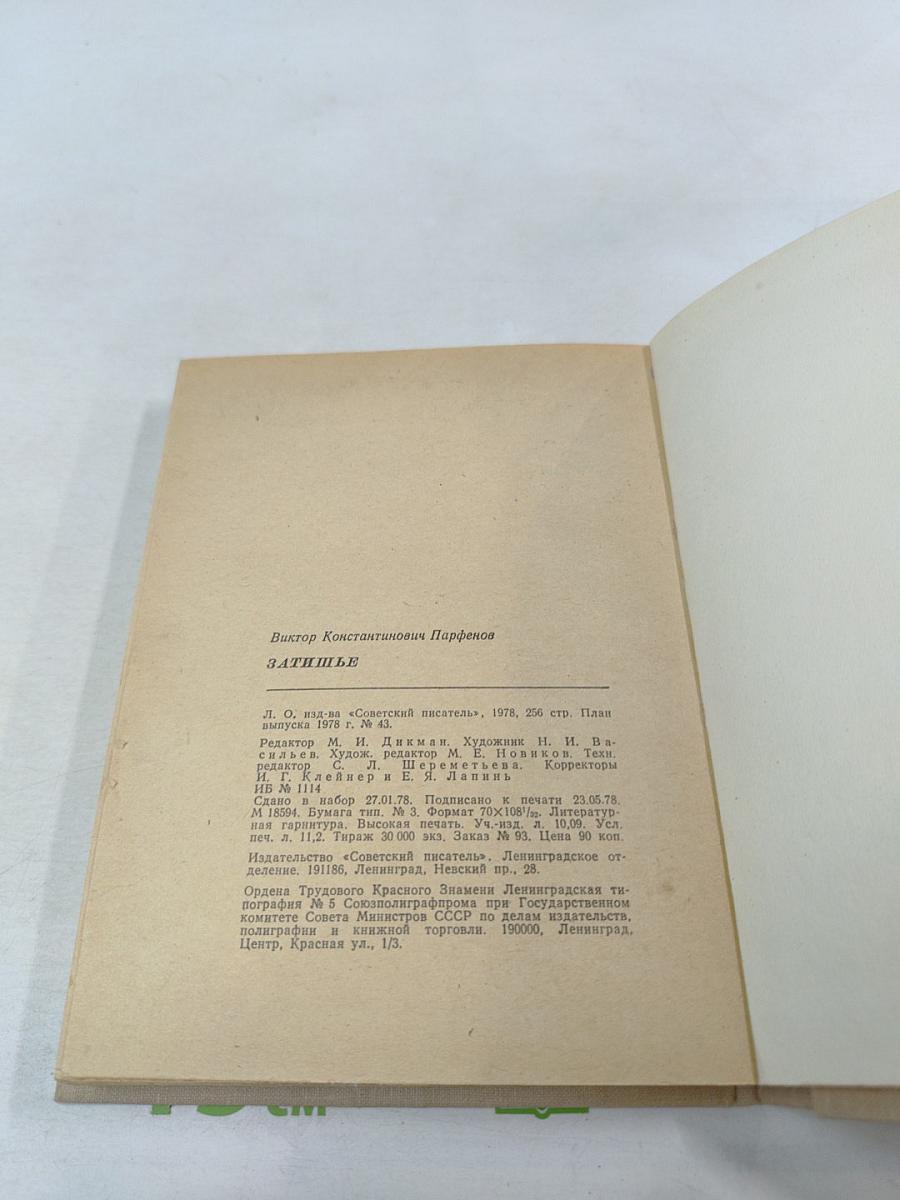 Виктор Константинович Парфенов
ЗАТИШЬЕ
Л. О. изд-ва «Советский писатель», 1978, 256 стр. План
выпуска 1978 г. № 43.
Редактор М. И. Дикман. Художник Н. И. Ва-
сильев. Худож. редактор М. Е. Новиков. Техн.
редактор С. Л. Шереметьева. Корректоры
И. Г. Клейнер и Е. Я. Лапинь
ИБ № 1114
Сдано в набор 27.01.78. Подписано к печати 23.05.78.
М 18594. Бумага тип. № 3. Формат 70×108¹/₃₂. Литератур-
ная гарнитура. Высокая печать. Уч.-изд. л. 10,09. Усл.
печ. л. 11,2. Тираж 30 000 экз. Заказ № 93. Цена 90 коп.
Издательство «Советский писатель». Ленинградское от-
деление. 191186, Ленинград, Невский пр., 28.
Ордена Трудового Красного Знамени Ленинградская ти-
пография № 5 Союзполиграфпрома при Государственном
комитете Совета Министров СССР по делам издательств,
полиграфии и книжной торговли. 190000, Ленинград,
Центр, Красная ул., 1/3.
см